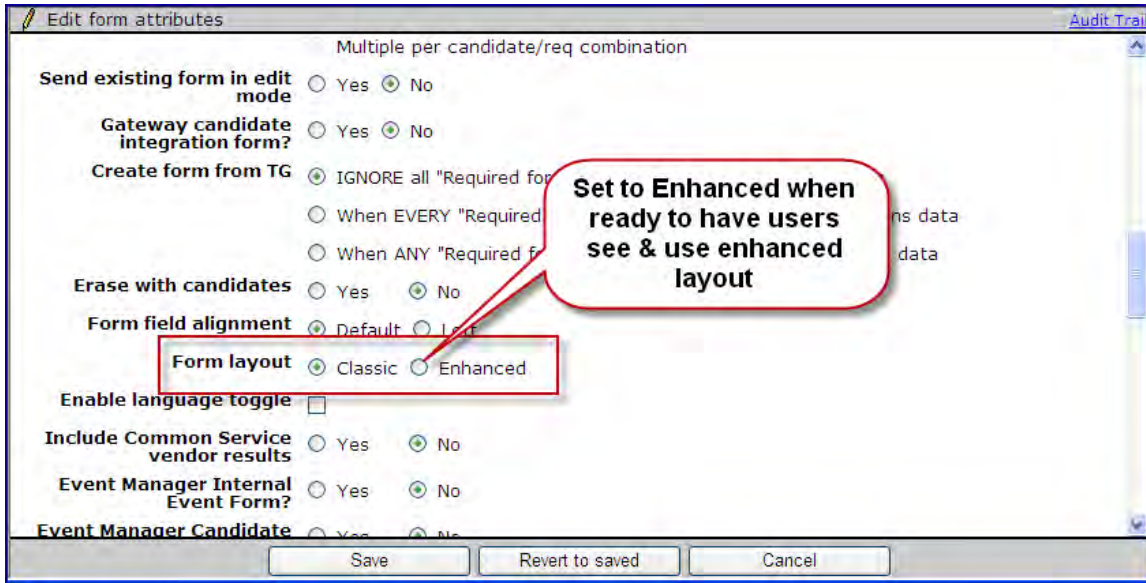 Edit form attributes
Audit Trai
Multiple per candidate/req combination
Send existing form in edit mode Yes No
Gateway candidate integration form? Yes No
Create form from TG IGNORE all "Required for
When EVERY "Required ns data
When ANY "Required fo data
Set to Enhanced when
ready to have users
see & use enhanced
layout
Erase with candidates Yes No
Form field alignment Default
Form layout Classic Enhanced
Enable language toggle
Include Common Service vendor results Yes No
Event Manager Internal Event Form? Yes No
Event Manager Candidate Yes No
Save Revert to saved Cancel